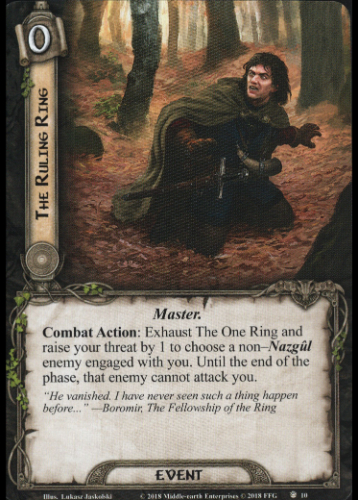 0
THE RULING RING
Master.
Combat Action: Exhaust The One Ring and
raise your threat by 1 to choose a non–Nazgûl
enemy engaged with you. Until the end of the
phase, that enemy cannot attack you.
“He vanished. I have never seen such a thing happen
before...” —Boromir, The Fellowship of the Ring
EVENT
Illus. Lukasz Jaskolski
© 2018 Middle-earth Enterprises © 2018 FFG
10